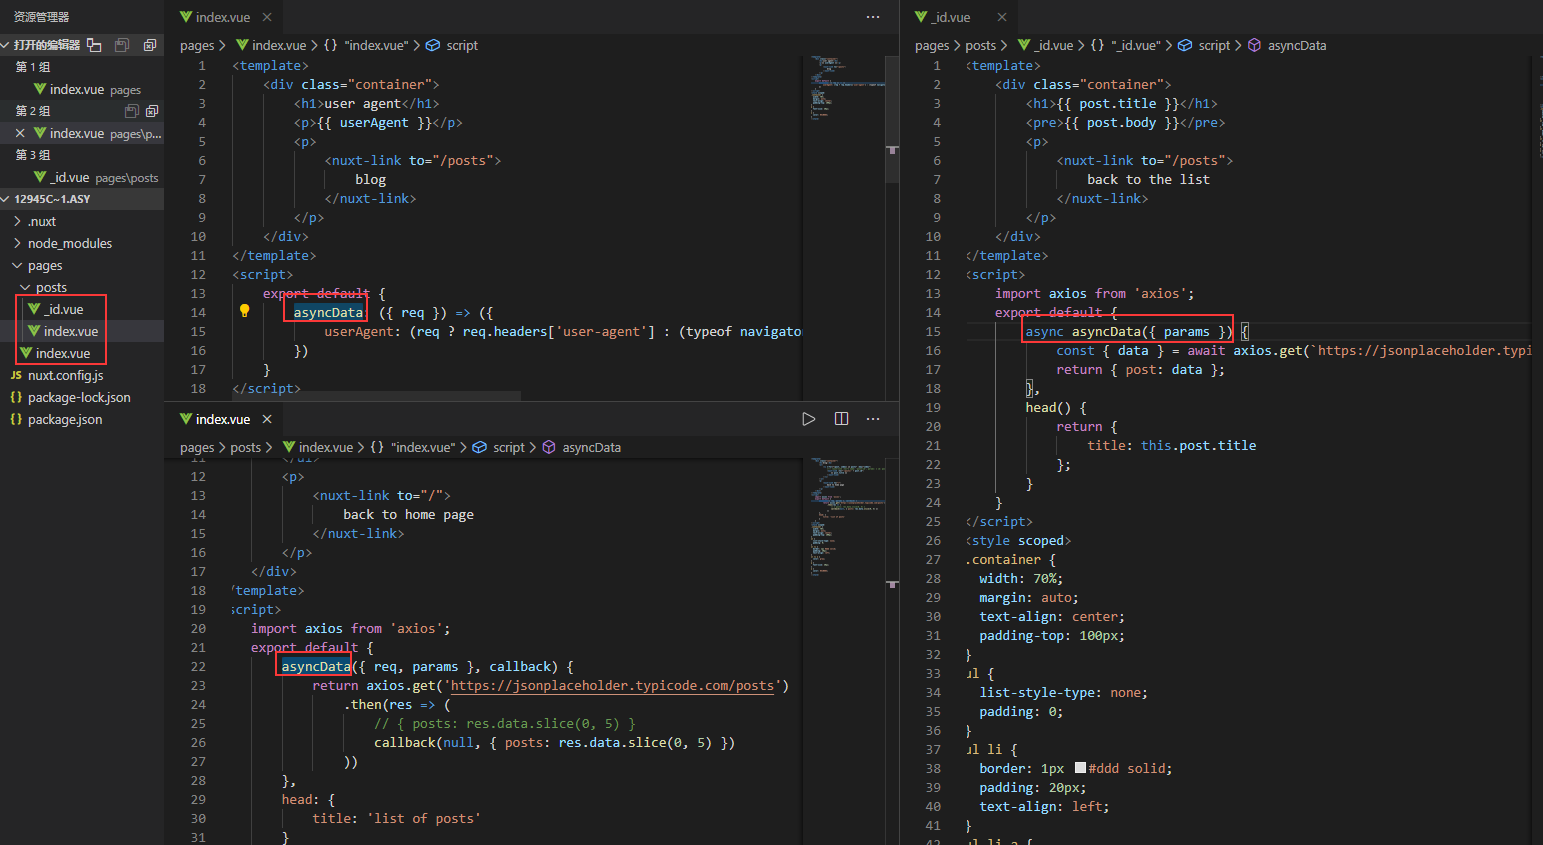 资源管理器
打开的编辑器
第 1 组
index.vue pages
第 2 组
index.vue pages\p...
第 3 组
_id.vue pages\posts
12945C~1.ASY
.nuxt
node_modules
pages
posts
_id.vue
index.vue
index.vue
JS nuxt.config.js
{} package-lock.json
{} package.json
index.vue
pages > index.vue > {} "index.vue" > script
1 <template>
2 <div class="container">
3 <h1>user agent</h1>
4 <p>{{ userAgent }}</p>
5 <p>
6 <nuxt-link to="/posts">
7 blog
8 </nuxt-link>
9 </p>
10 </div>
11 </template>
12 <script>
13 export default {
14 asyncData: ({ req }) => ({
15 userAgent: (req ? req.headers['user-agent'] : (typeof navigator
16 })
17 }
18 </script>
index.vue
pages > posts > index.vue > {} "index.vue" > script > asyncData
12 <p>
13 <nuxt-link to="/">
14 back to home page
15 </nuxt-link>
16 </p>
17 </div>
18 /template>
19 script>
20 import axios from 'axios';
21 export default {
22 asyncData({ req, params }, callback) {
23 return axios.get('https://jsonplaceholder.typicode.com/posts')
24 .then(res => (
25 // { posts: res.data.slice(0, 5) }
26 callback(null, { posts: res.data.slice(0, 5) })
27 ))
28 },
29 head: {
30 title: 'list of posts'
31 }
_id.vue
pages > posts > _id.vue > {} "_id.vue" > script > asyncData
1 <template>
2 <div class="container">
3 <h1>{{ post.title }}</h1>
4 <pre>{{ post.body }}</pre>
5 <p>
6 <nuxt-link to="/posts">
7 back to the list
8 </nuxt-link>
9 </p>
10 </div>
11 </template>
12 <script>
13 import axios from 'axios';
14 export default {
15 async asyncData({ params }) {
16 const { data } = await axios.get(`https://jsonplaceholder.typi
17 return { post: data };
18 },
19 head() {
20 return {
21 title: this.post.title
22 };
23 }
24 }
25 </script>
26 <style scoped>
27 .container {
28 width: 70%;
29 margin: auto;
30 text-align: center;
31 padding-top: 100px;
32 }
33 ul {
34 list-style-type: none;
35 padding: 0;
36 }
37 ul li {
38 border: 1px #ddd solid;
39 padding: 20px;
40 text-align: left;
41 }
42 ul li a {